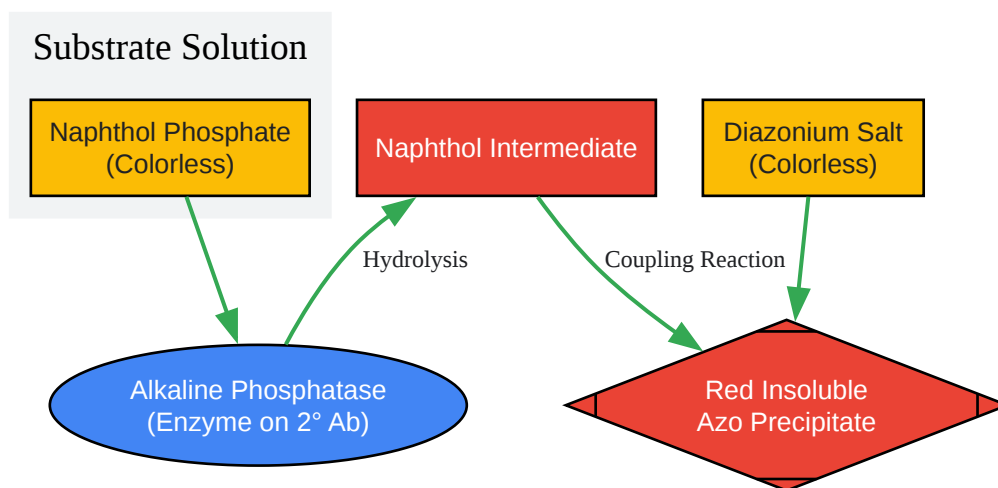 Substrate Solution
Naphthol Phosphate
(Colorless)
Naphthol Intermediate
Diazonium Salt
(Colorless)
Hydrolysis
Coupling Reaction
Alkaline Phosphatase
(Enzyme on 2° Ab)
Red Insoluble
Azo Precipitate